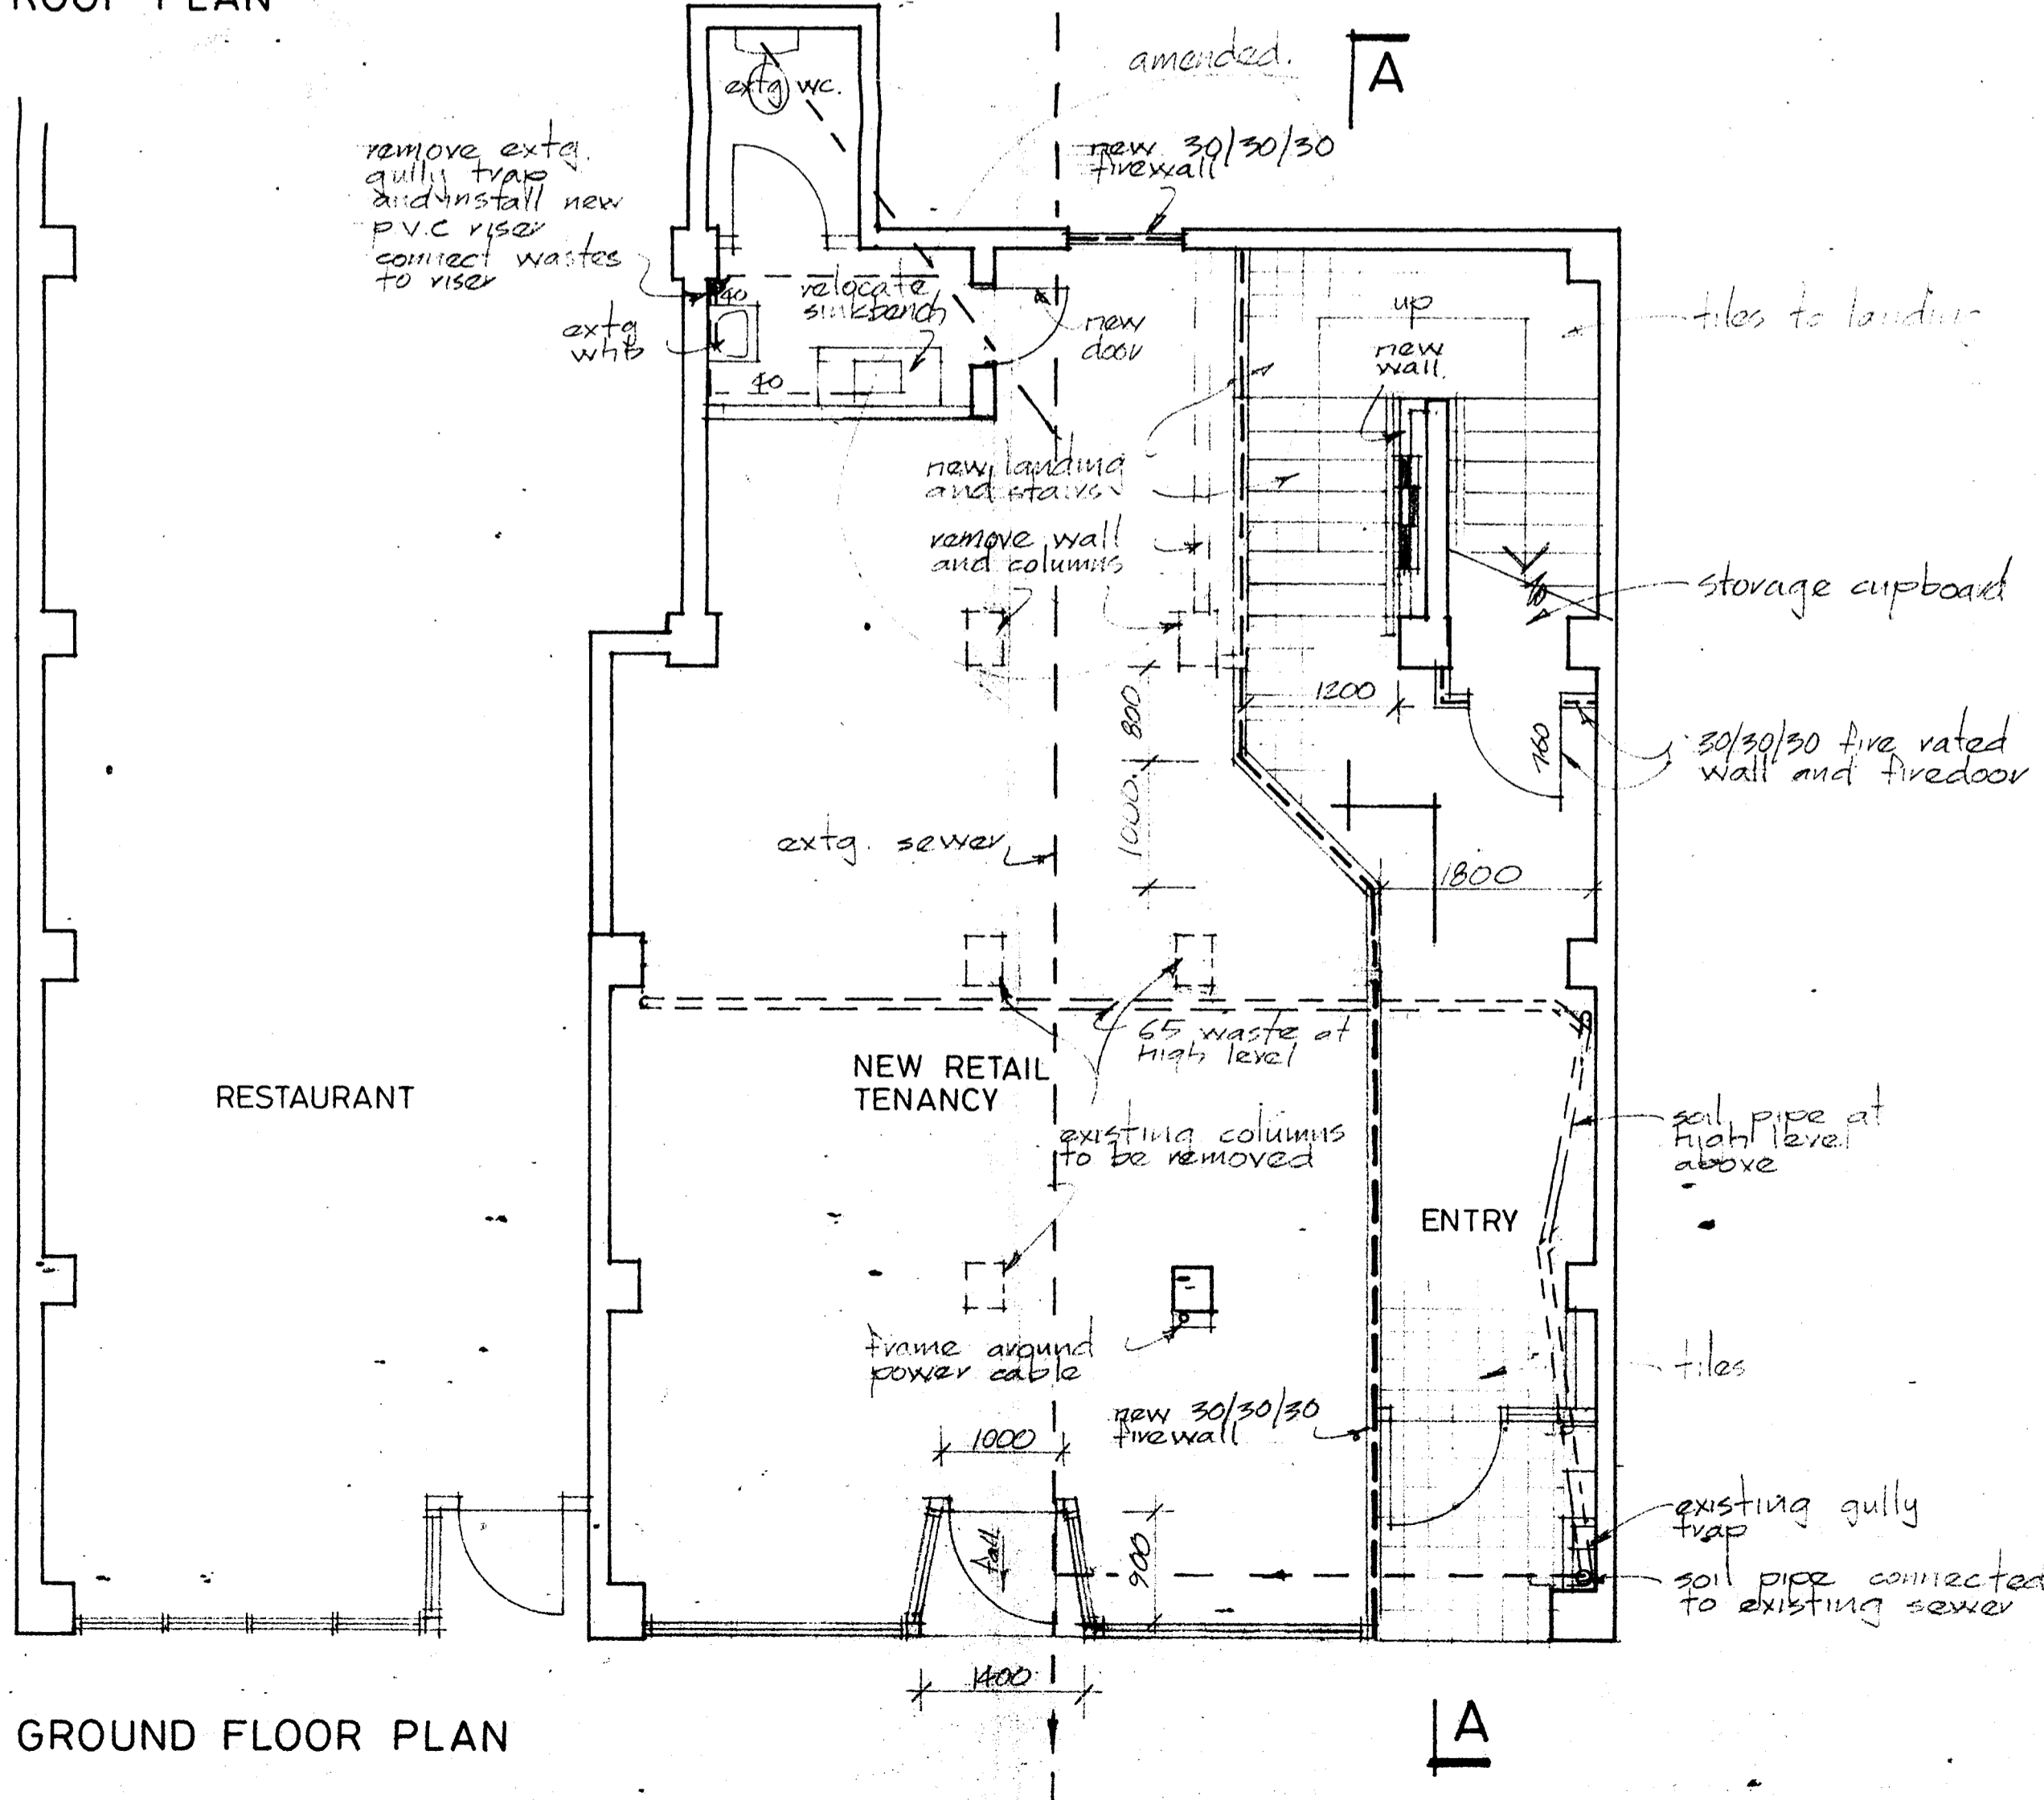 ROOF PLAN
amended.
A
extg wc.
remove extg.
gully trap
and install new
p.v.c riser
connect wastes
to riser
new 30/30/30
firewall
40
relocate
sinkbench
extg
whb
new
door
40
up
new
wall.
tiles to landing
new landing
and stairs
remove wall
and columns
storage cupboard
1200
800
760
30/30/30 fire rated
wall and firedoor
1000.
extg. sewer
1800
65 waste at
high level
NEW RETAIL
TENANCY
RESTAURANT
existing columns
to be removed
soil pipe at
high level
above
ENTRY
frame around
power cable
tiles
new 30/30/30
firewall
1000
fall
900
existing gully
trap
soil pipe connected
to existing sewer
1400
GROUND FLOOR PLAN
A